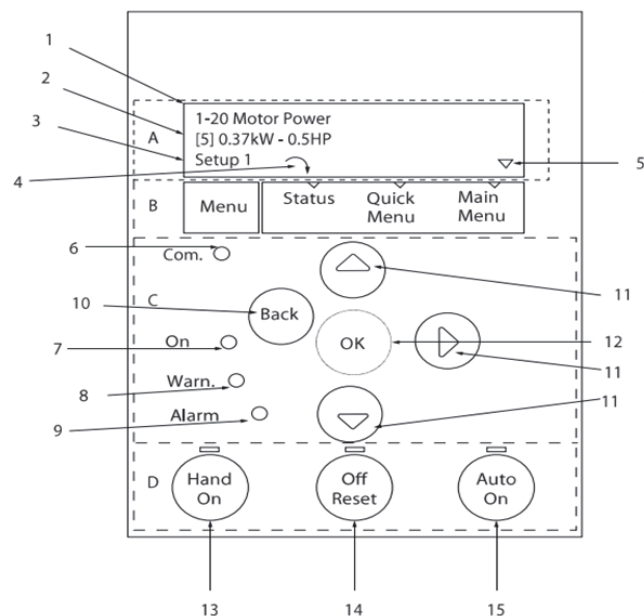 1
2
3
4
5
A
1-20 Motor Power
[5] 0.37kW - 0.5HP
Setup 1
B
Menu
Status
Quick
Menu
Main
Menu
6
Com.
C
10
Back
11
7
On
OK
12
11
8
Warn.
11
9
Alarm
D
Hand
On
Off
Reset
Auto
On
13
14
15